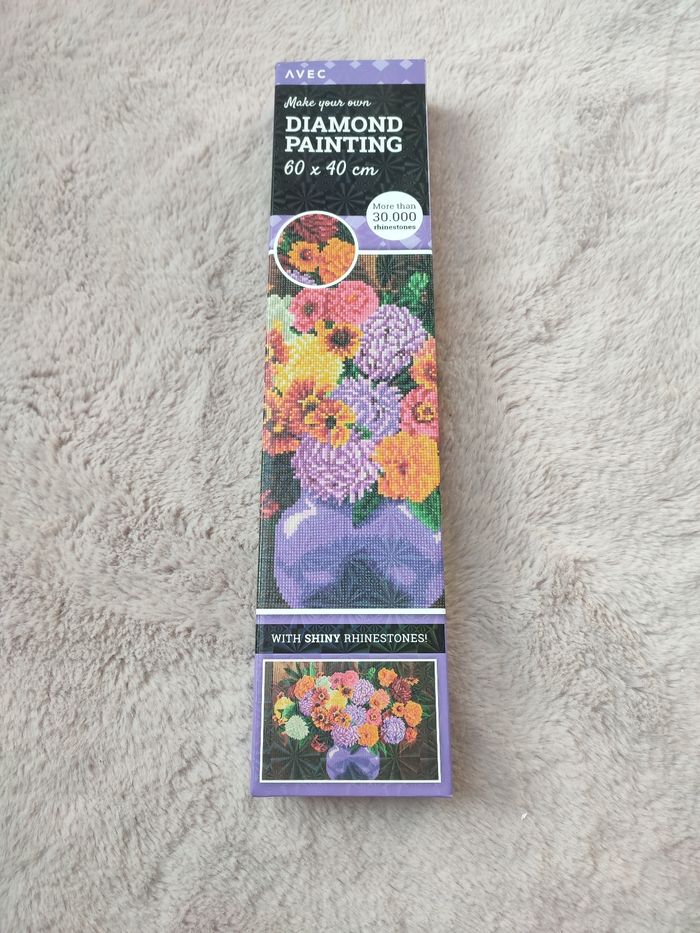 AVEC
Make your own
DIAMOND
PAINTING
60 x 40 cm
More than
30.000
rhinestones
WITH SHINY RHINESTONES!